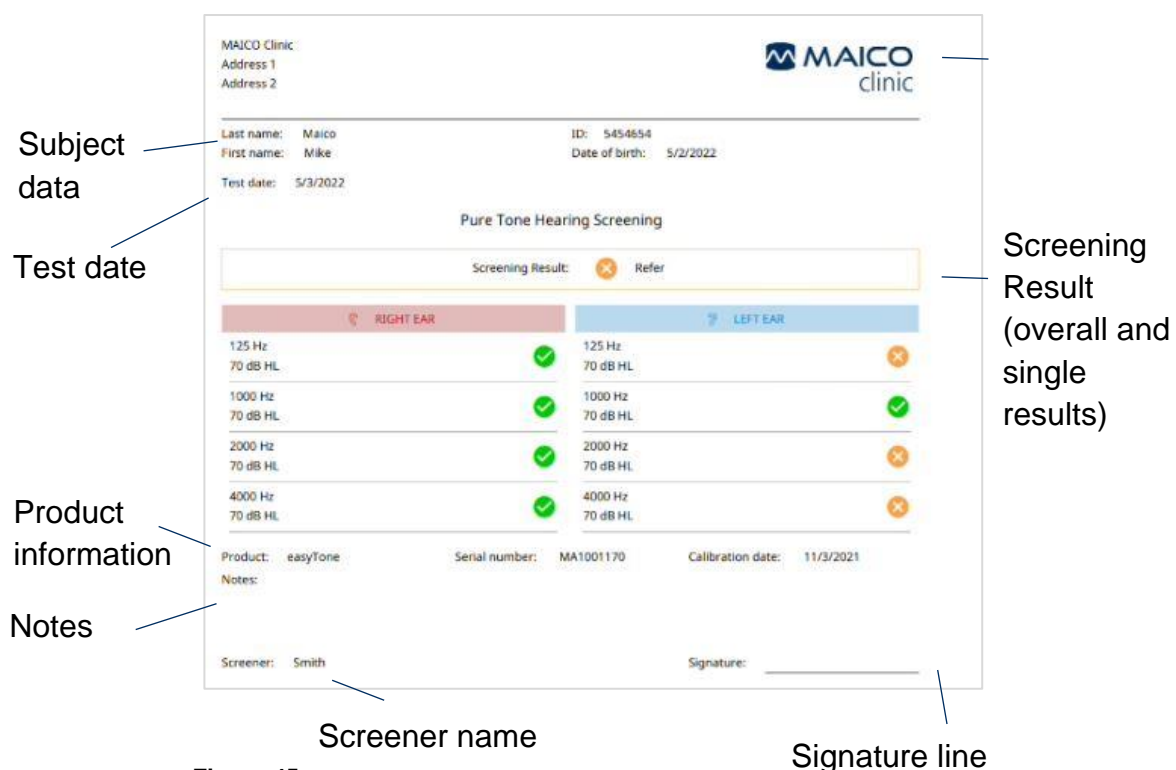 MAICO Clinic
Address 1
Address 2
MAICO
clinic
Subject
data
Last name: Maico ID: 5454654
First name: Mike Date of birth: 5/2/2022
Test date: 5/3/2022
Test date
Pure Tone Hearing Screening
Screening Result: Refer
Screening
Result
(overall and
single
results)
RIGHT EAR LEFT EAR
125 Hz 125 Hz
70 dB HL 70 dB HL
1000 Hz 1000 Hz
70 dB HL 70 dB HL
2000 Hz 2000 Hz
70 dB HL 70 dB HL
4000 Hz 4000 Hz
70 dB HL 70 dB HL
Product
information
Product: easyTone Serial number: MA1001170 Calibration date: 11/3/2021
Notes:
Notes
Screener: Smith Signature:
Screener name
Signature line